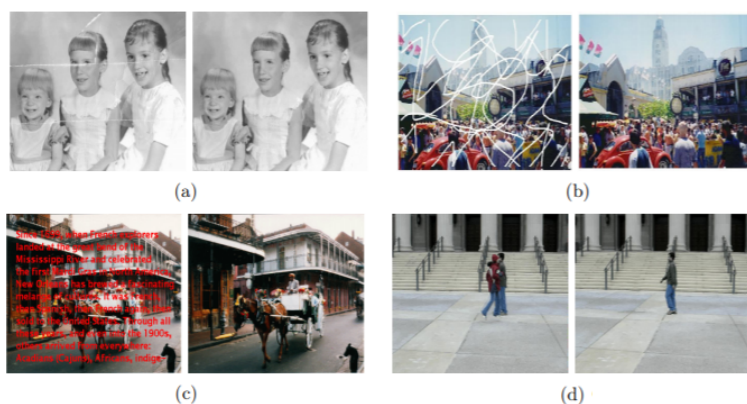 (a)
(b)
Since 1699, when French explorers
landed at the great bend of the
Mississippi River and celebrated
the first Mardi Gras in North America,
New Orleans has brewed a fascinating
melange of cultures. It was French,
then Spanish, then French again, then
sold to the United States. Through all
these years, and even into the 1900s,
others arrived from everywhere:
Acadians (Cajuns), Africans, indige-
(c)
(d)